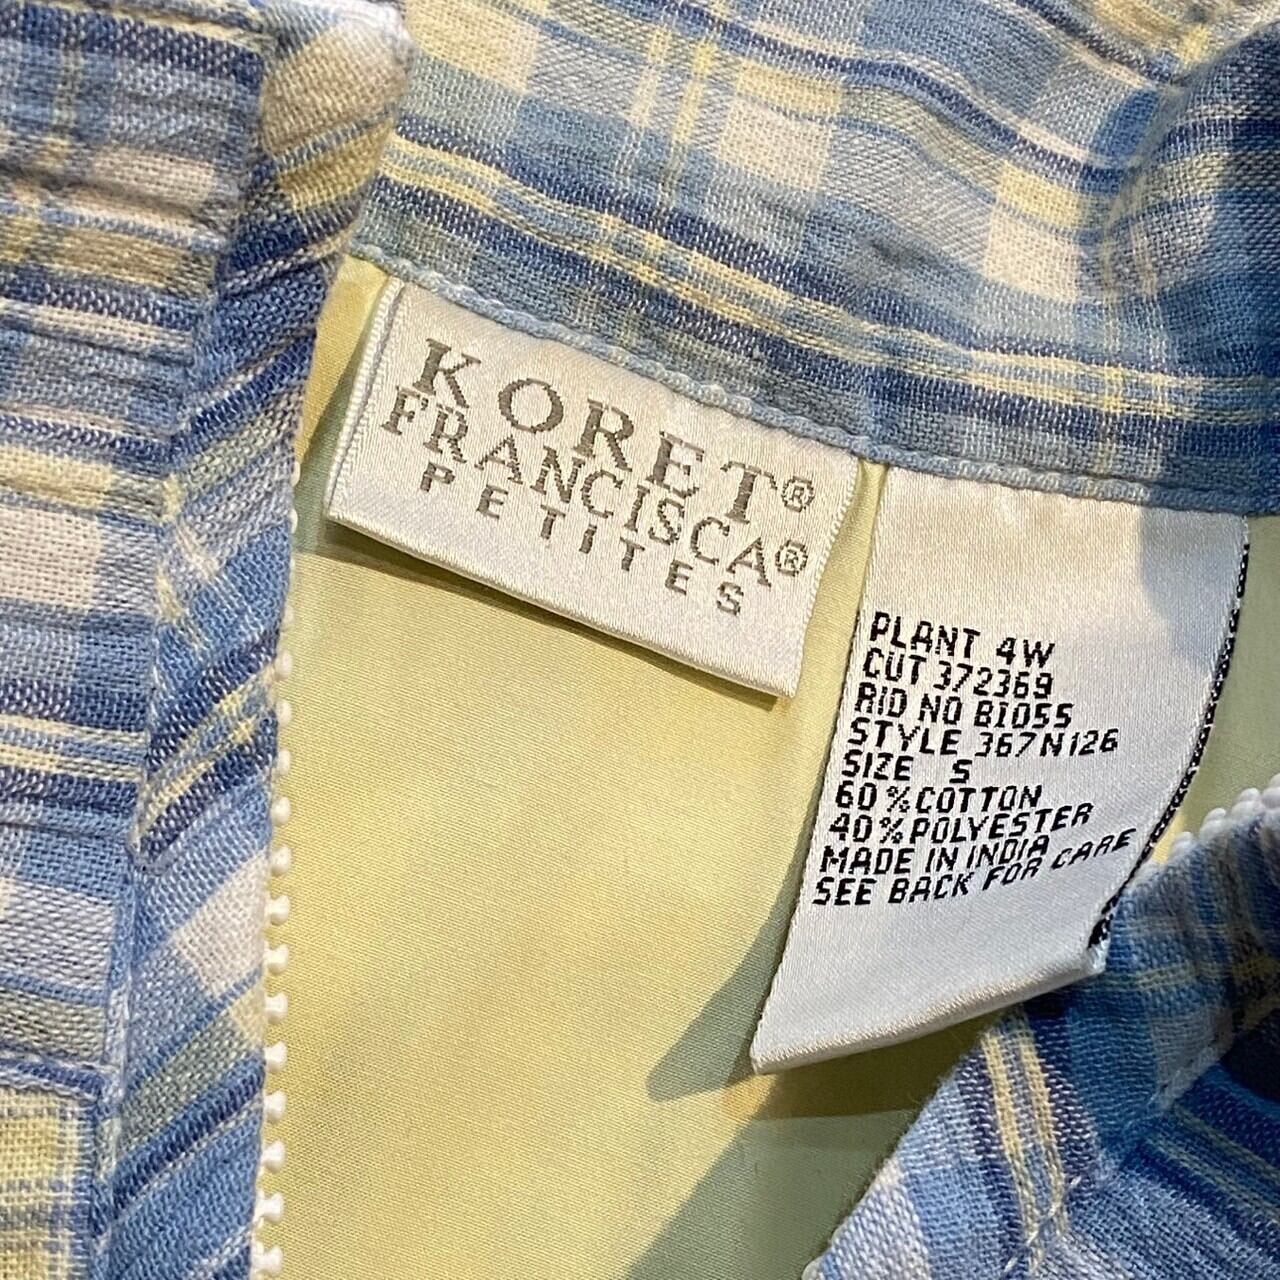 KORET®
FRANCISCA®
PETITES
PLANT 4W
CUT 372369
RID NO B1055
STYLE 367N126
SIZE S
60%COTTON
40%POLYESTER
MADE IN INDIA
SEE BACK FOR CARE